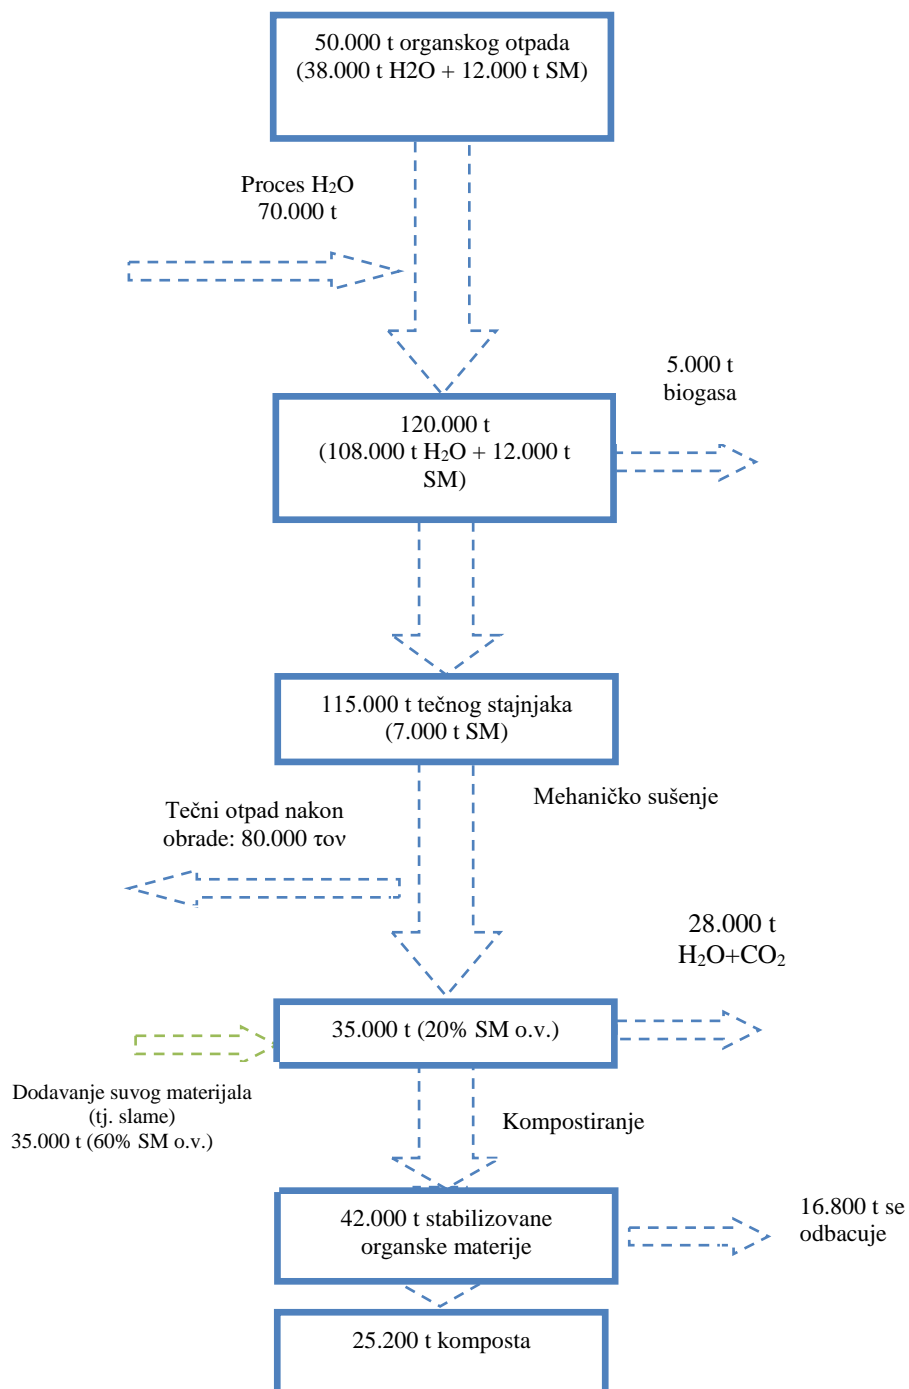 50.000 t organskog otpada
(38.000 t H2O + 12.000 t SM)
Proces H₂O
70.000 t
5.000 t
biogasa
120.000 t
(108.000 t H₂O + 12.000 t
SM)
115.000 t tečnog stajnjaka
(7.000 t SM)
Mehaničko sušenje
Tečni otpad nakon
obrade: 80.000 τον
28.000 t
H₂O+CO₂
35.000 t (20% SM o.v.)
Dodavanje suvog materijala
(tj. slame)
35.000 t (60% SM o.v.)
Kompostiranje
42.000 t stabilizovane
organske materije
16.800 t se
odbacuje
25.200 t komposta